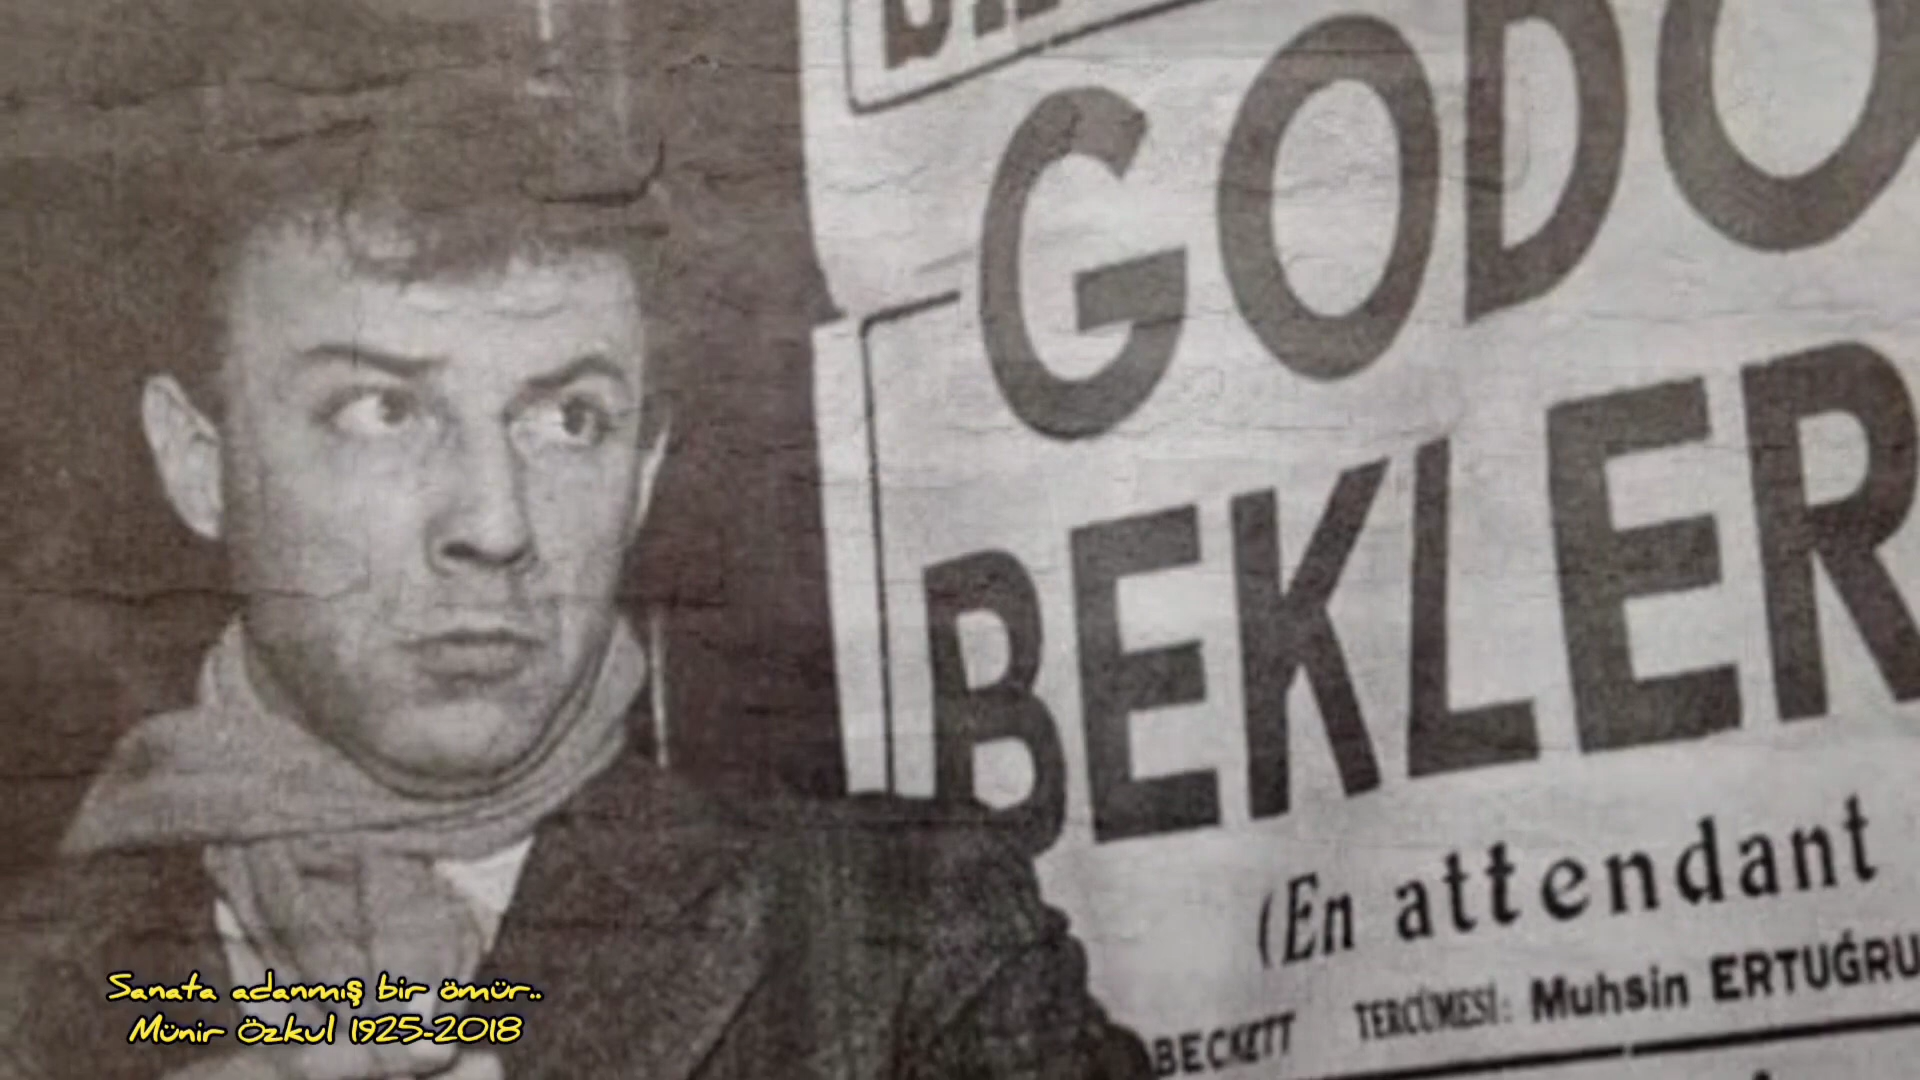 GODO
BEKLER
(En attendant
BECKETT TERCÜMESİ: Muhsin ERTUĞRU
Sanata adanmış bir ömür..
Münir Özkul 1925-2018